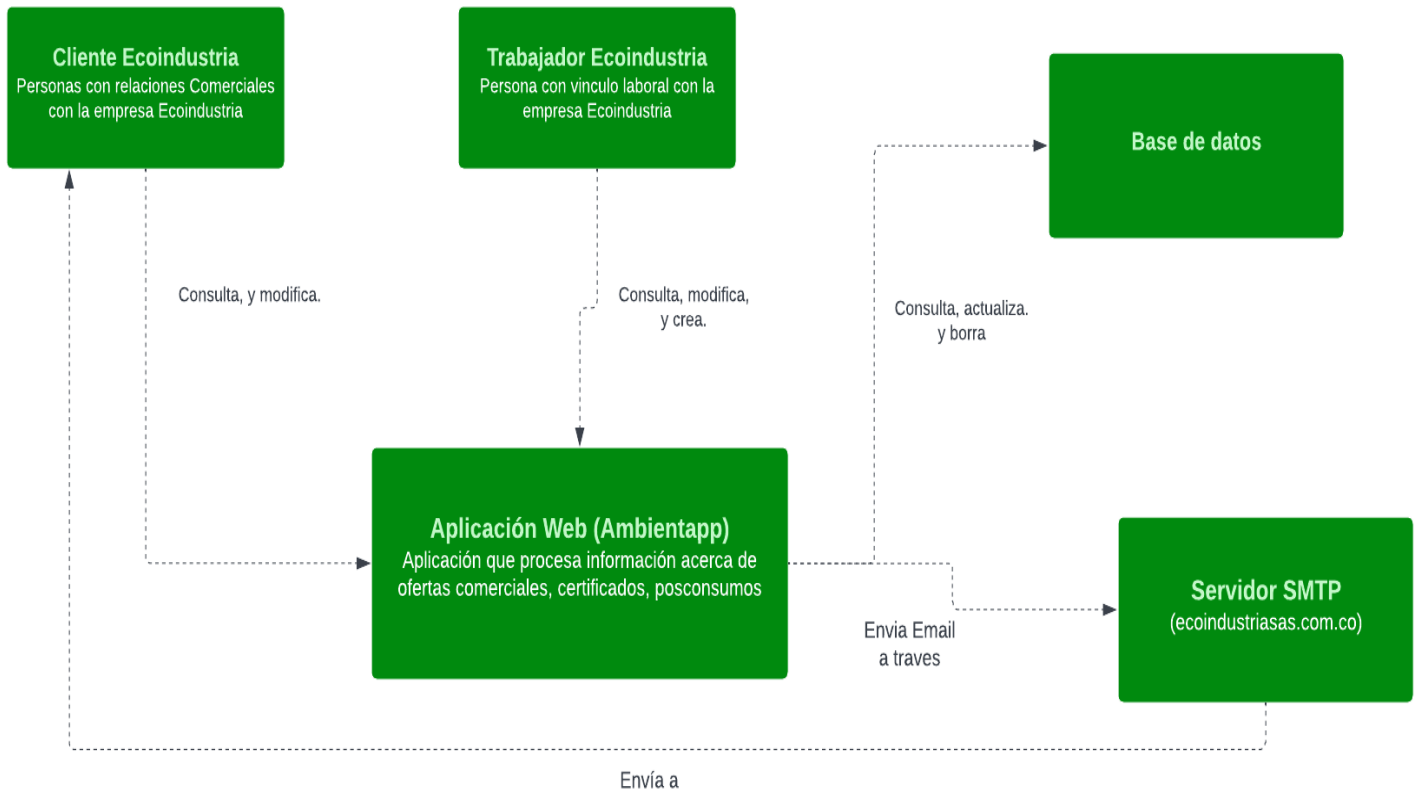 Cliente Ecoindustria
Personas con relaciones Comerciales
con la empresa Ecoindustria
Trabajador Ecoindustria
Persona con vinculo laboral con la
empresa Ecoindustria
Base de datos
Consulta, y modifica.
Consulta, modifica,
y crea.
Consulta, actualiza.
y borra
Aplicación Web (Ambientapp)
Aplicación que procesa información acerca de
ofertas comerciales, certificados, posconsumos
Servidor SMTP
(ecoindustriasas.com.co)
Envia Email
a traves
Envía a